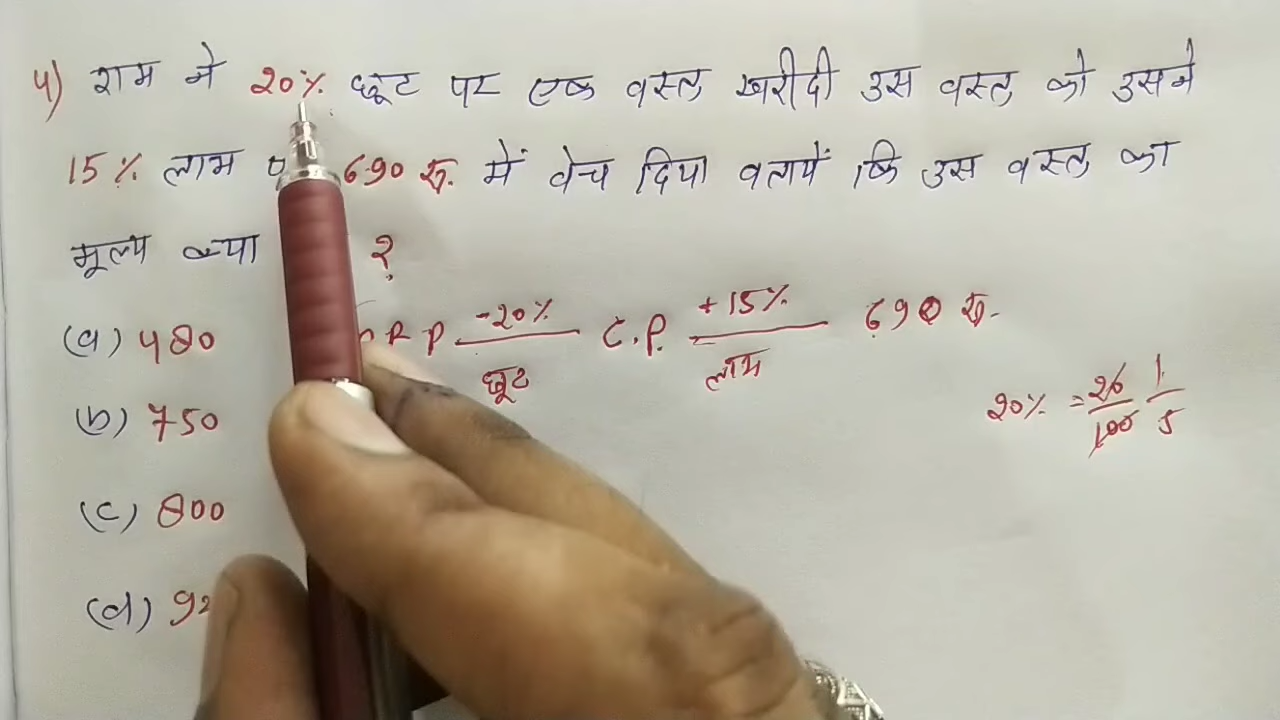 4) राम ने 20% छूट पर एक वस्तु खरीदी उस वस्तु को उसने
15% लाभ 690 रु. में वेच दिया वतायें कि उस वस्तु का
मूल्य क्या ?
(a) 480
R P -20% छूट C.P. +15% लाभ 690 रु.
20% = 20/100 1/5
(b) 750
(c) 800
(d)